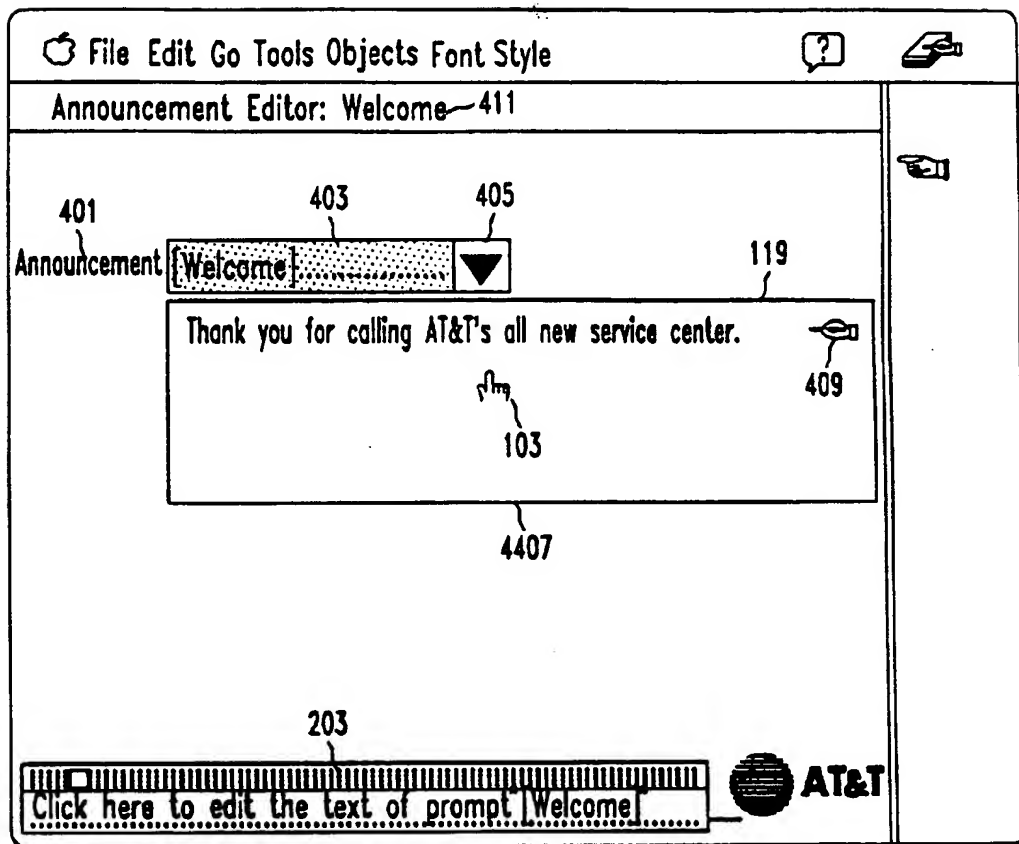 File Edit Go Tools Objects Font Style ?
Announcement Editor: Welcome 411
401 403 405
Announcement [Welcome] 119
Thank you for calling AT&T's all new service center.
409
103
4407
203
Click here to edit the text of prompt "[Welcome]"
AT&T